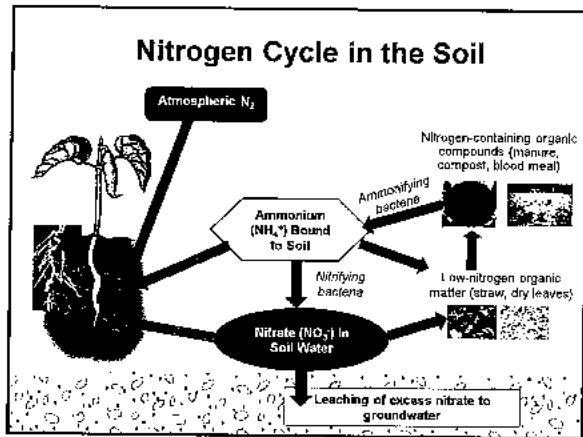 Nitrogen Cycle in the Soil
Atmospheric N₂
Nitrogen-containing organic
compounds (manure,
compost, blood meal)
Ammonifying
bacteria
Ammonium
(NH₄⁺) Bound
to Soil
Nitrifying
bacteria
Low-nitrogen organic
matter (straw, dry leaves)
Nitrate (NO₃⁻) In
Soil Water
Leaching of excess nitrate to
groundwater